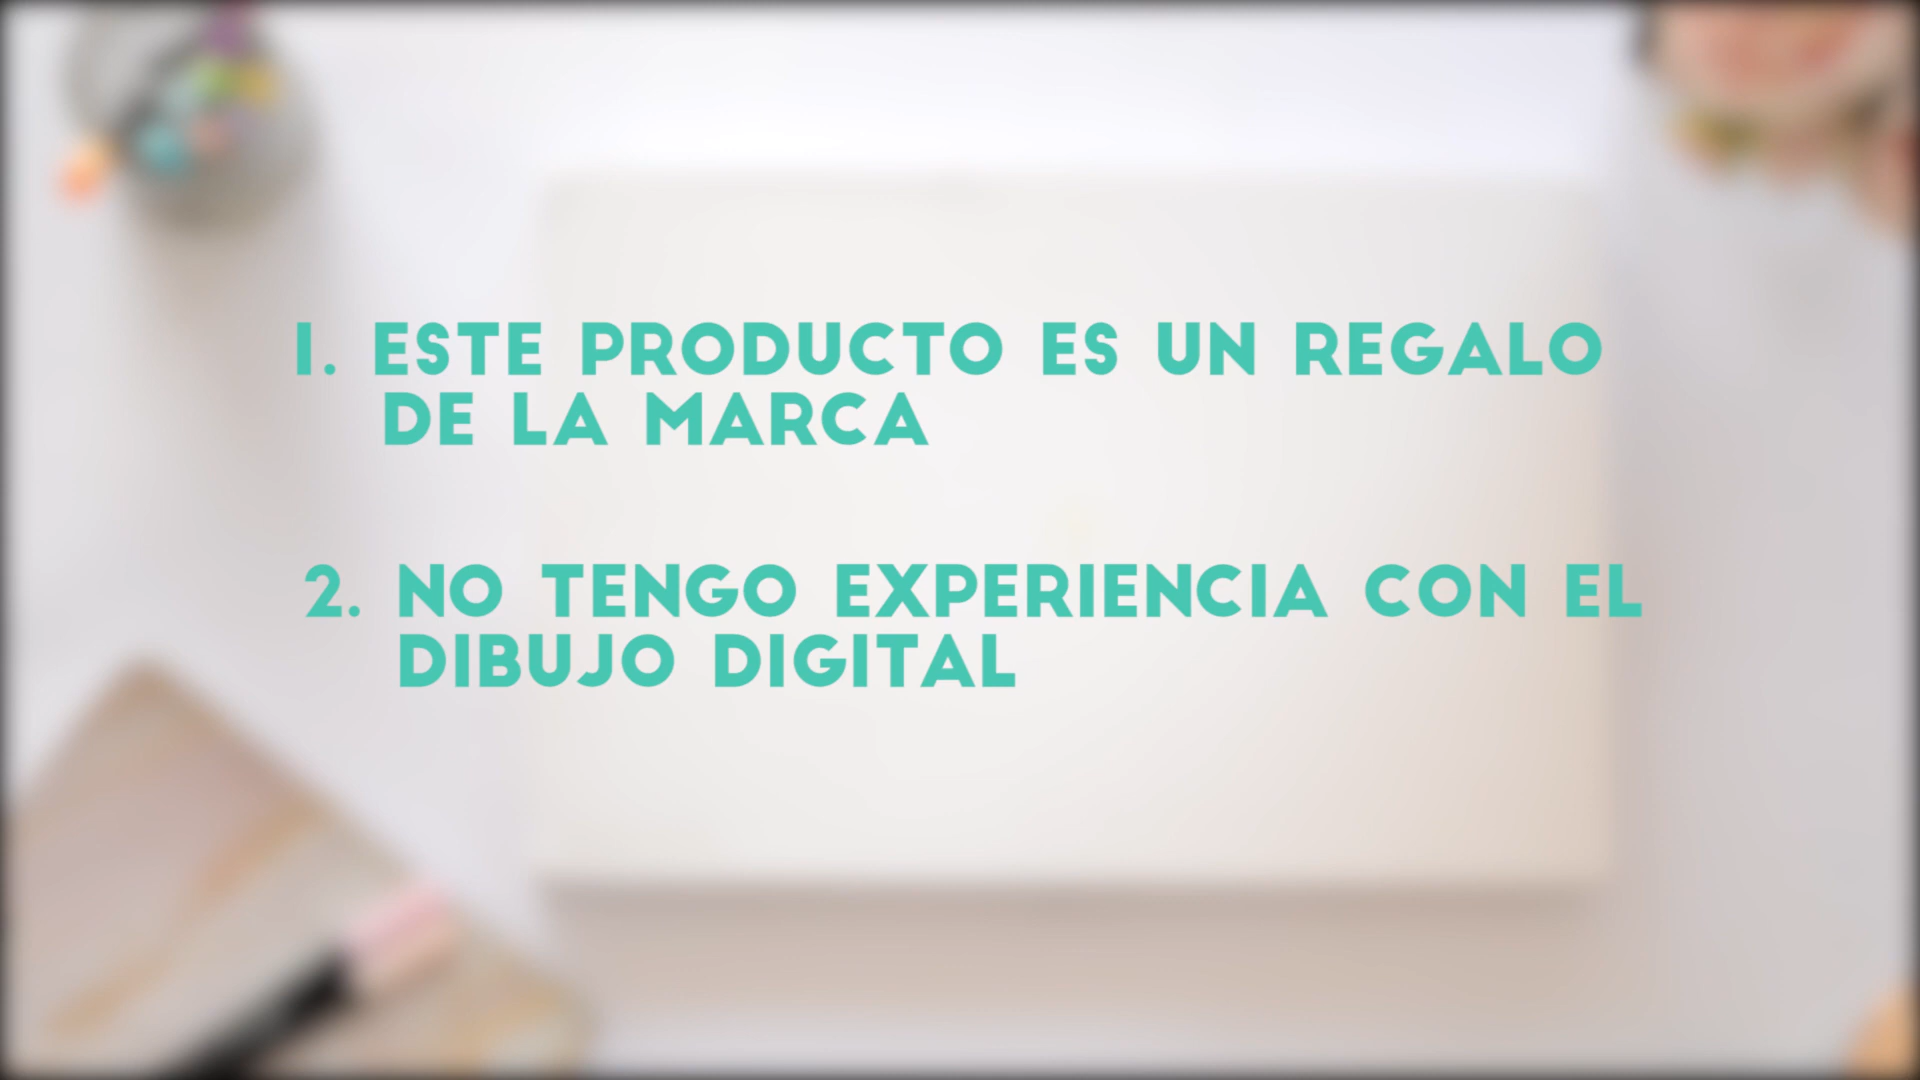 1. ESTE PRODUCTO ES UN REGALO
DE LA MARCA
2. NO TENGO EXPERIENCIA CON EL
DIBUJO DIGITAL